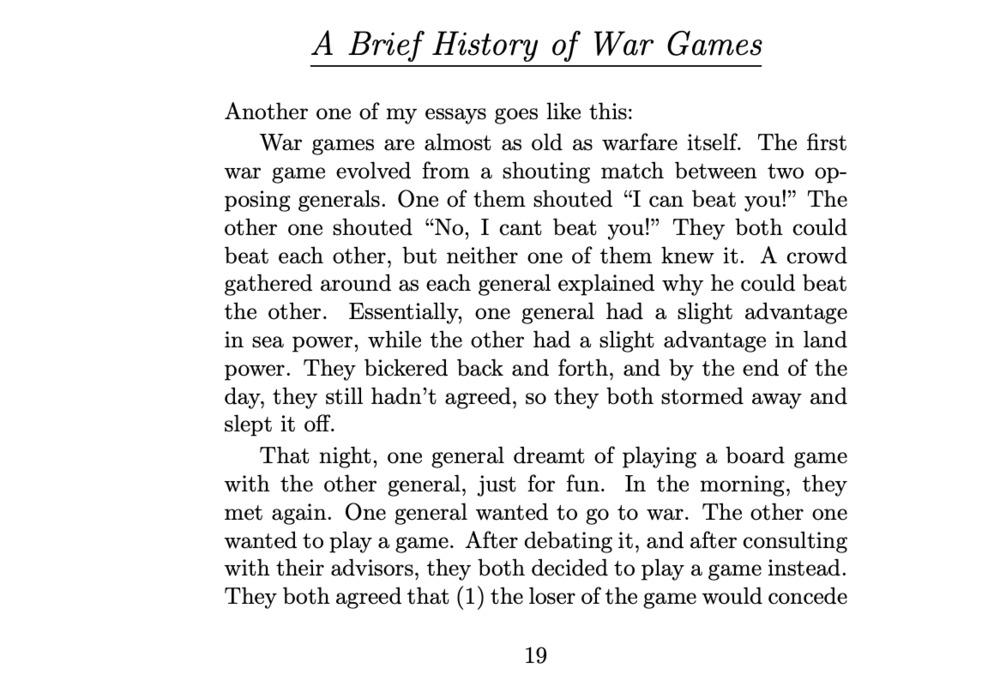 A Brief History of War Games
Another one of my essays goes like this:
War games are almost as old as warfare itself. The first
war game evolved from a shouting match between two op-
posing generals. One of them shouted “I can beat you!” The
other one shouted “No, I cant beat you!” They both could
beat each other, but neither one of them knew it. A crowd
gathered around as each general explained why he could beat
the other. Essentially, one general had a slight advantage
in sea power, while the other had a slight advantage in land
power. They bickered back and forth, and by the end of the
day, they still hadn’t agreed, so they both stormed away and
slept it off.
That night, one general dreamt of playing a board game
with the other general, just for fun. In the morning, they
met again. One general wanted to go to war. The other one
wanted to play a game. After debating it, and after consulting
with their advisors, they both decided to play a game instead.
They both agreed that (1) the loser of the game would concede
19